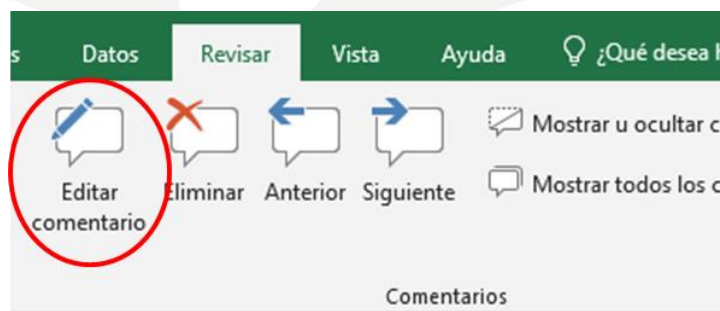 s Datos Revisar Vista Ayuda ¿Qué desea h
Editar comentario
Eliminar Anterior Siguiente
Mostrar u ocultar c
Mostrar todos los c
Comentarios